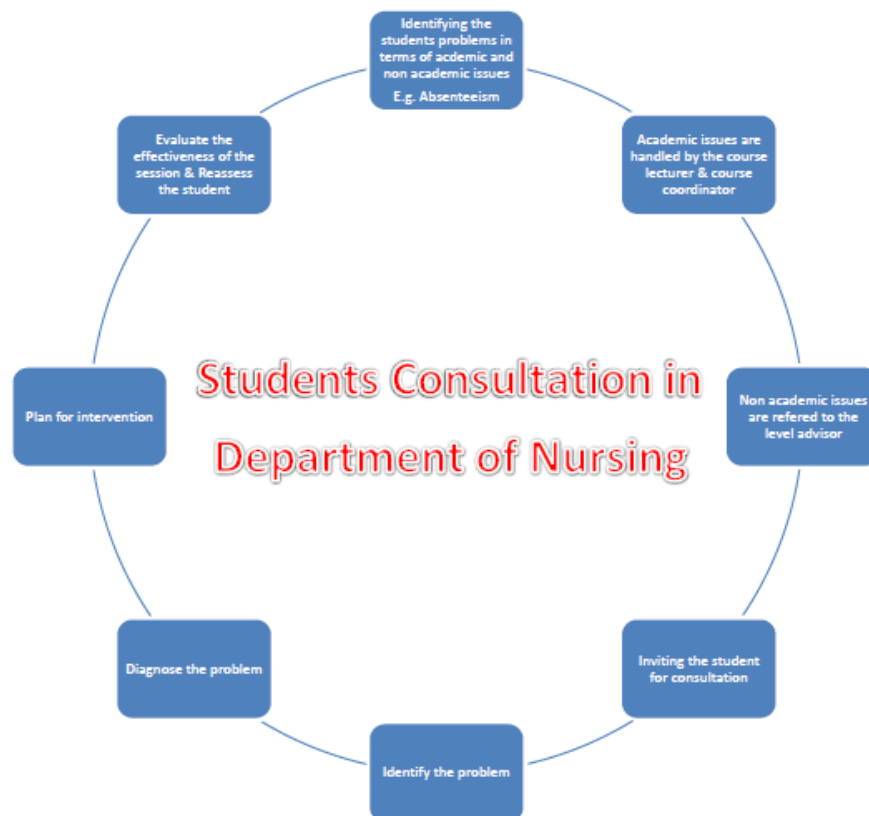 Identifying the
students problems in
terms of acdemic and
non academic issues
E.g. Absenteeism
Academic issues are
handled by the course
lecturer & course
coordinator
Non academic issues
are refered to the
level advisor
Inviting the student
for consultation
Identify the problem
Diagnose the problem
Plan for intervention
Evaluate the
effectiveness of the
session & Reassess
the student
Students Consultation in
Department of Nursing